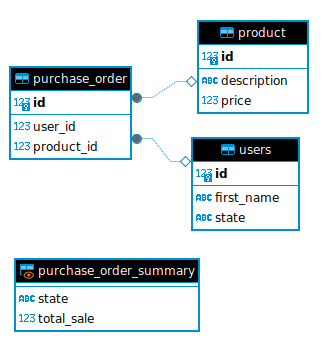 product
123 id
ABC description
123 price
purchase_order
123 id
123 user_id
123 product_id
users
123 id
ABC first_name
ABC state
purchase_order_summary
ABC state
123 total_sale